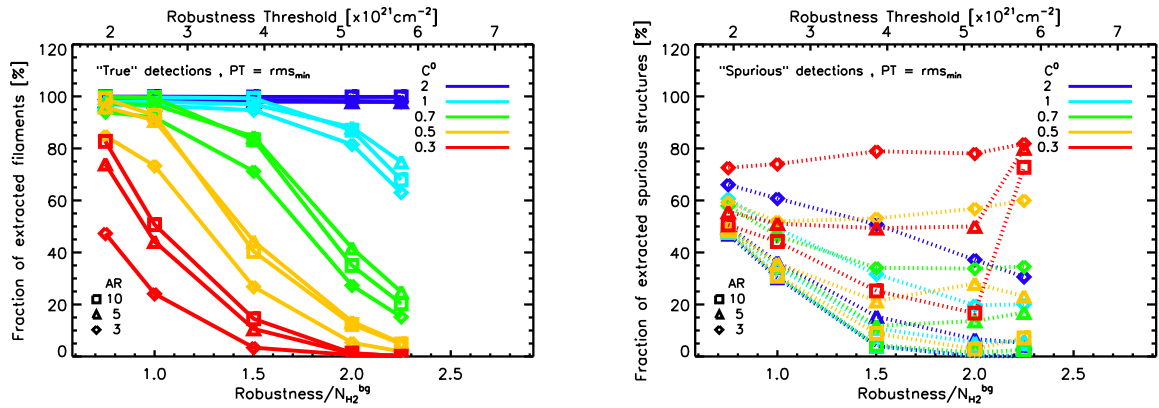 Robustness Threshold [x10²¹cm⁻²]
2 3 4 5 6 7
120
100
80
60
40
20
0
Fraction of extracted filaments [%]
"True" detections , PT = rms_min
C⁰
2
1
0.7
0.5
0.3
AR
10
5
3
1.0 1.5 2.0 2.5
Robustness/N_H2^bg
Robustness Threshold [x10²¹cm⁻²]
2 3 4 5 6 7
120
100
80
60
40
20
0
Fraction of extracted spurious structures [%]
"Spurious" detections , PT = rms_min
C⁰
2
1
0.7
0.5
0.3
AR
10
5
3
1.0 1.5 2.0 2.5
Robustness/N_H2^bg